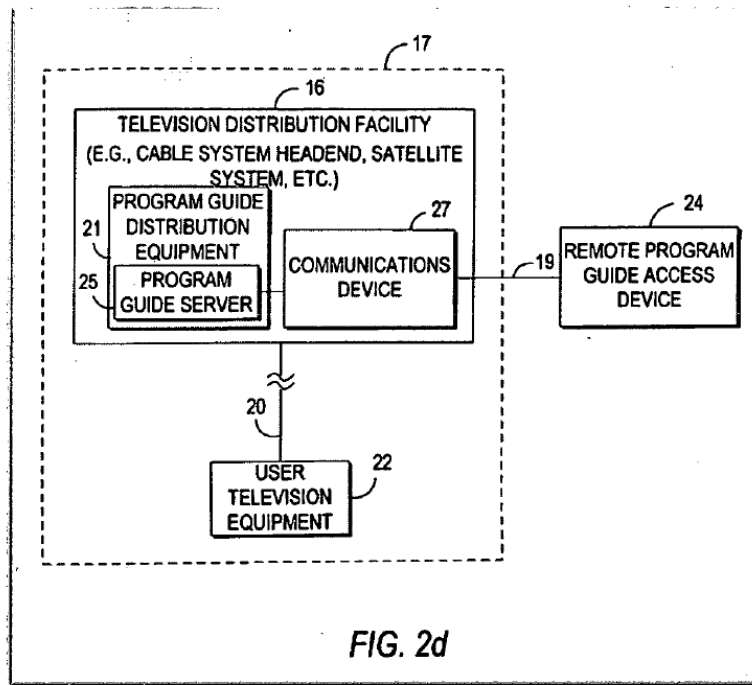 17
16
TELEVISION DISTRIBUTION FACILITY
(E.G., CABLE SYSTEM HEADEND, SATELLITE
SYSTEM, ETC.)
PROGRAM GUIDE
DISTRIBUTION
EQUIPMENT
21
PROGRAM
GUIDE SERVER
25
27
COMMUNICATIONS
DEVICE
19
24
REMOTE PROGRAM
GUIDE ACCESS
DEVICE
20
22
USER
TELEVISION
EQUIPMENT
FIG. 2d